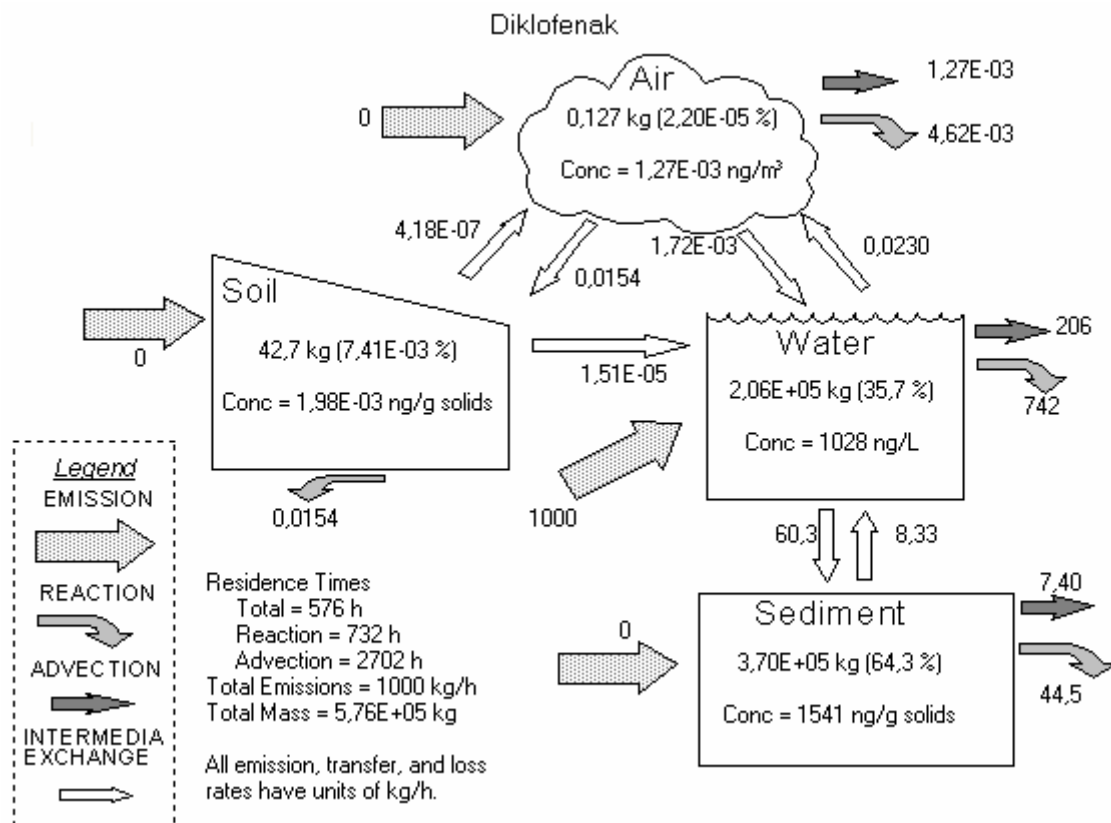 Diklofenak
Air
0,127 kg (2,20E-05 %)
Conc = 1,27E-03 ng/m³
0
1,27E-03
4,62E-03
4,18E-07
0,0154
1,72E-03
0,0230
Soil
42,7 kg (7,41E-03 %)
Conc = 1,98E-03 ng/g solids
0
0,0154
1,51E-05
Water
2,06E+05 kg (35,7 %)
Conc = 1028 ng/L
1000
206
742
60,3
8,33
Sediment
3,70E+05 kg (64,3 %)
Conc = 1541 ng/g solids
0
7,40
44,5
Legend
EMISSION
REACTION
ADVECTION
INTERMEDIA
EXCHANGE
Residence Times
Total = 576 h
Reaction = 732 h
Advection = 2702 h
Total Emissions = 1000 kg/h
Total Mass = 5,76E+05 kg
All emission, transfer, and loss
rates have units of kg/h.